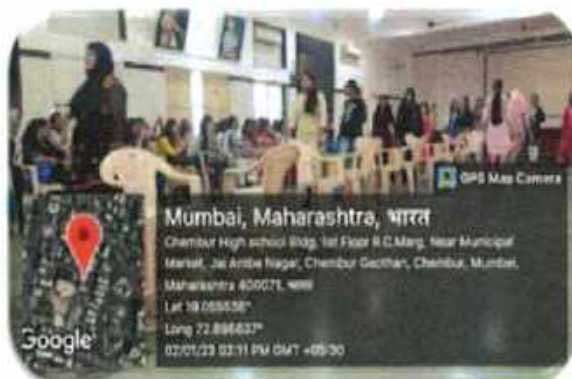 GPS Map Camera
Mumbai, Maharashtra, भारत
Chembur High school Bldg, 1st Floor R.C.Marg, Near Municipal
Market, Jai Ambe Nagar, Chembur Gaothan, Chembur, Mumbai,
Maharashtra 400071, भारत
Lat 19.055538°
Long 72.896637°
02/01/23 02:11 PM GMT +05:30
Google